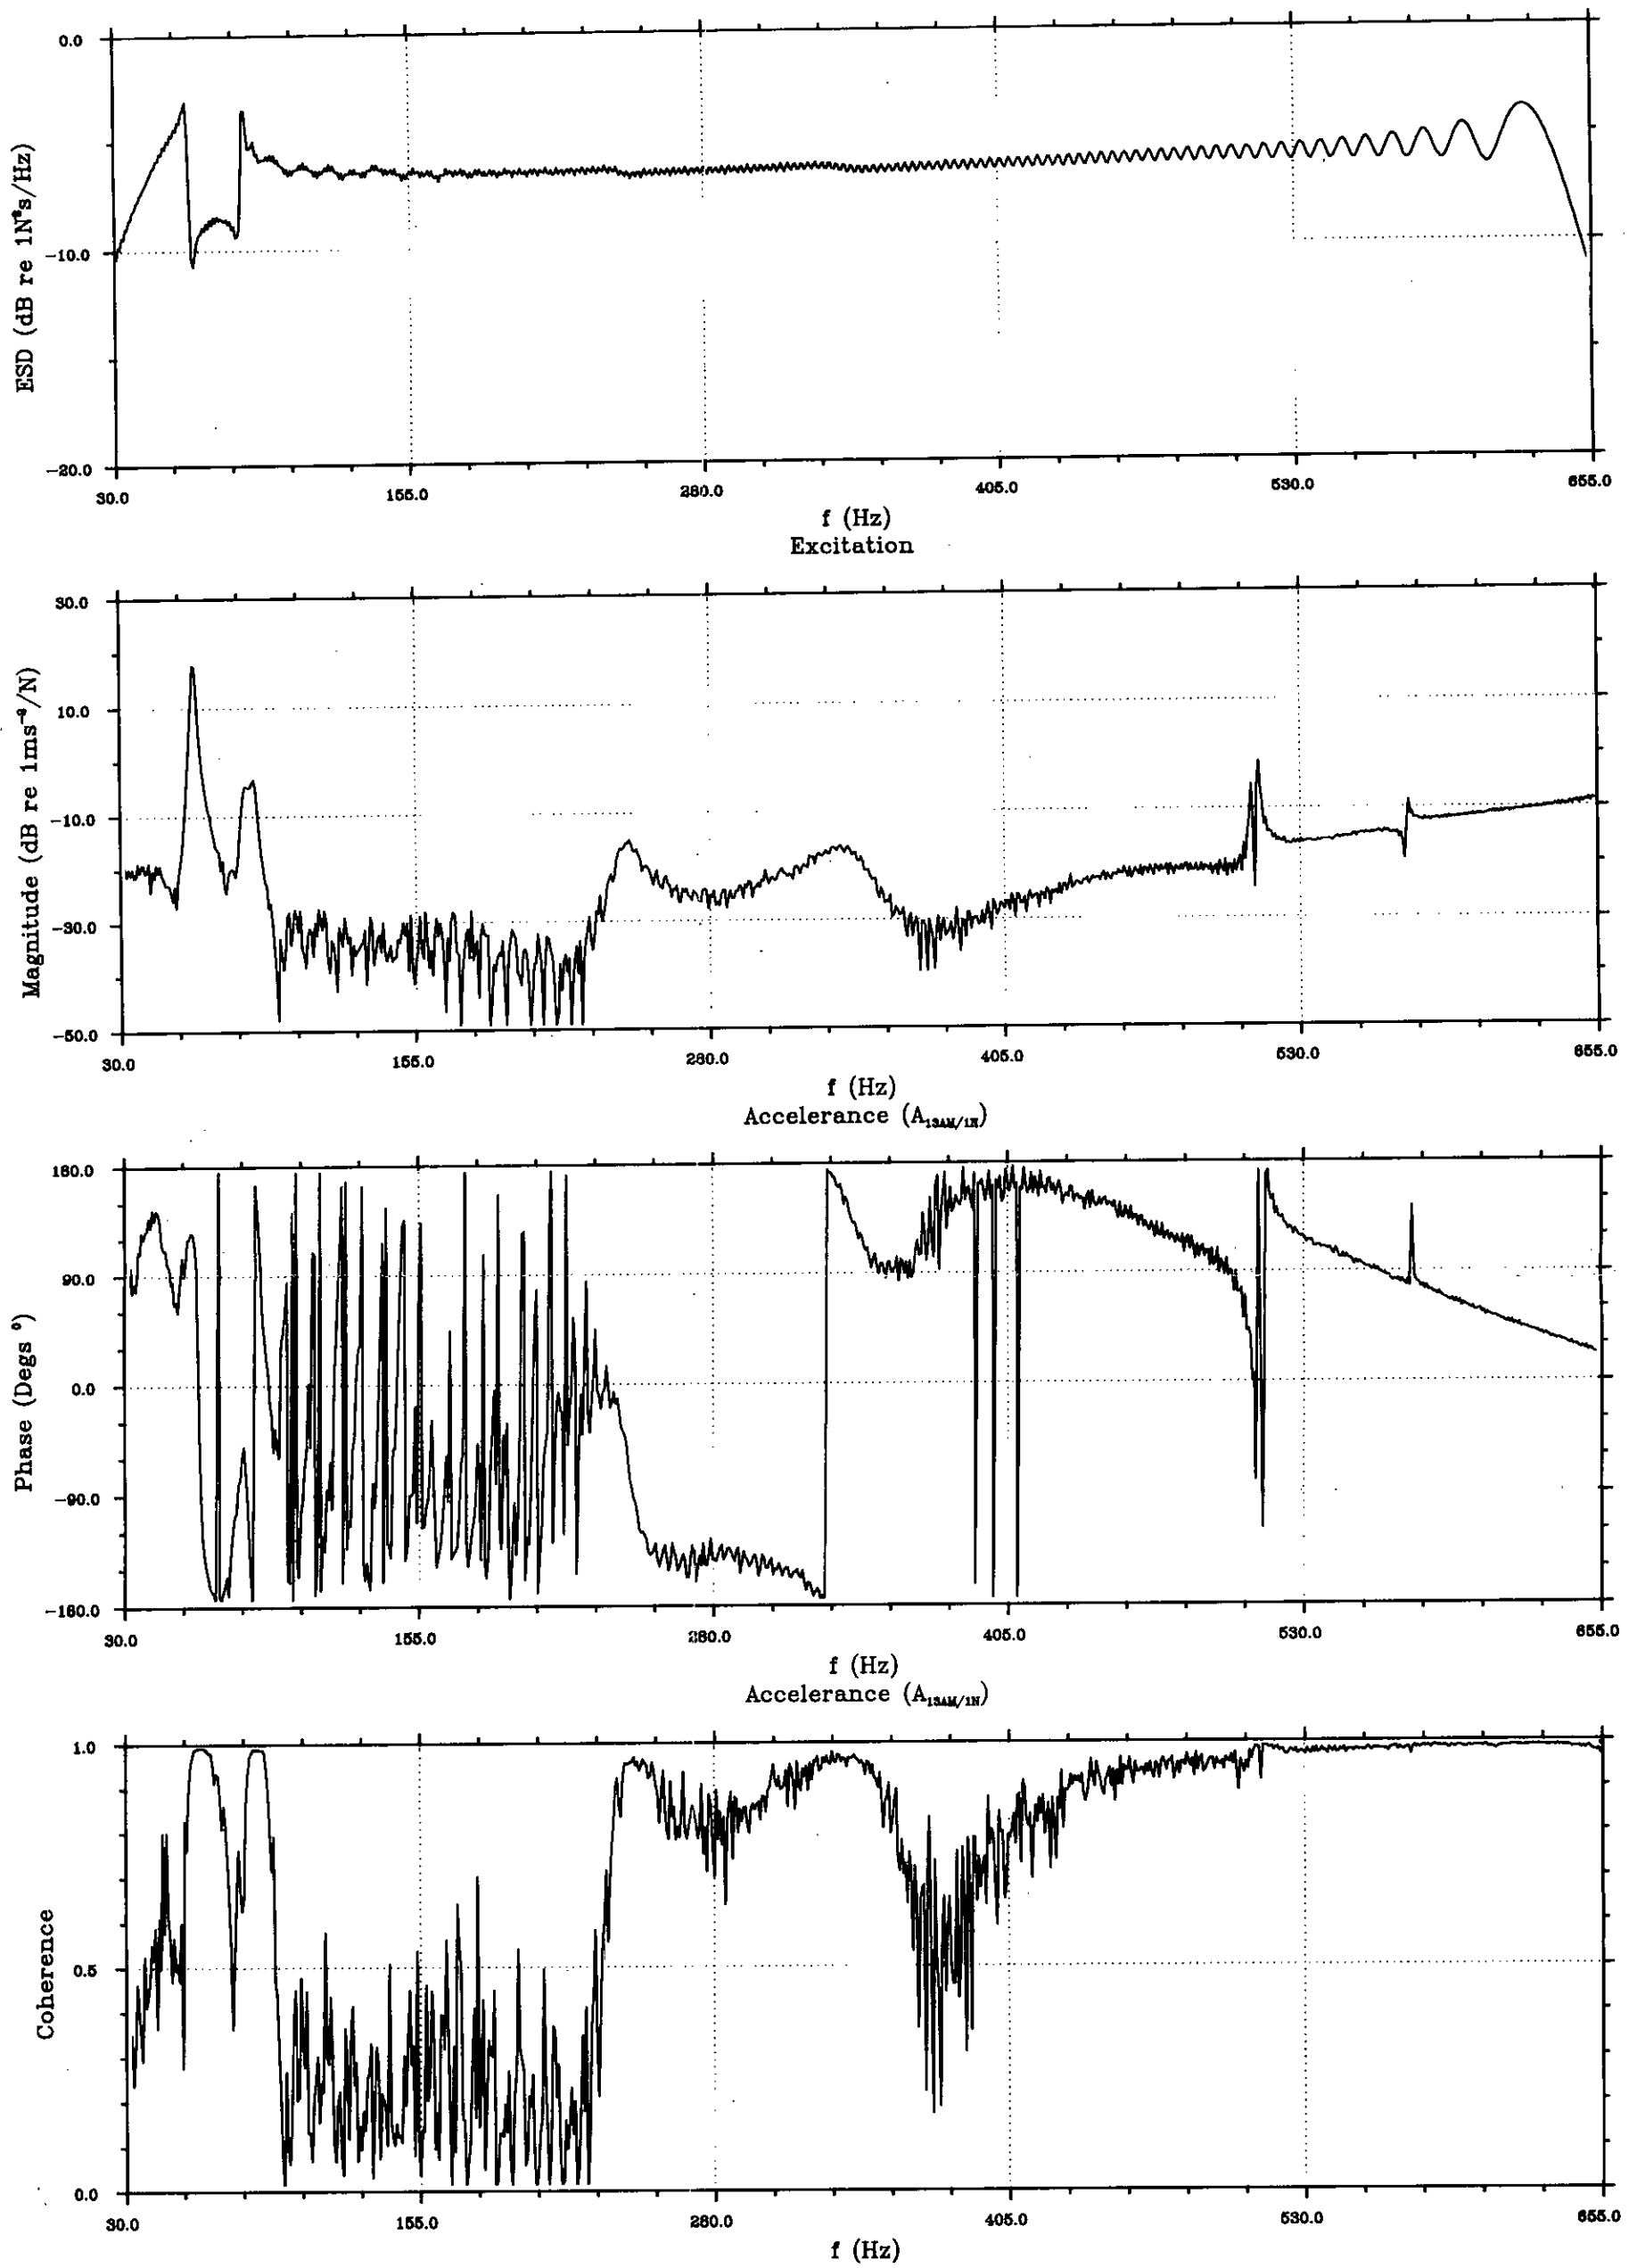 0.0
-10.0
-20.0
ESD (dB re 1N²s/Hz)
30.0 155.0 280.0 405.0 530.0 655.0
f (Hz)
Excitation
30.0
10.0
-10.0
-30.0
-50.0
Magnitude (dB re 1ms⁻²/N)
30.0 155.0 280.0 405.0 530.0 655.0
f (Hz)
Accelerance (A13AM/1N)
180.0
90.0
0.0
-90.0
-180.0
Phase (Degs °)
30.0 155.0 280.0 405.0 530.0 655.0
f (Hz)
Accelerance (A13AM/1N)
1.0
0.5
0.0
Coherence
30.0 155.0 280.0 405.0 530.0 655.0
f (Hz)